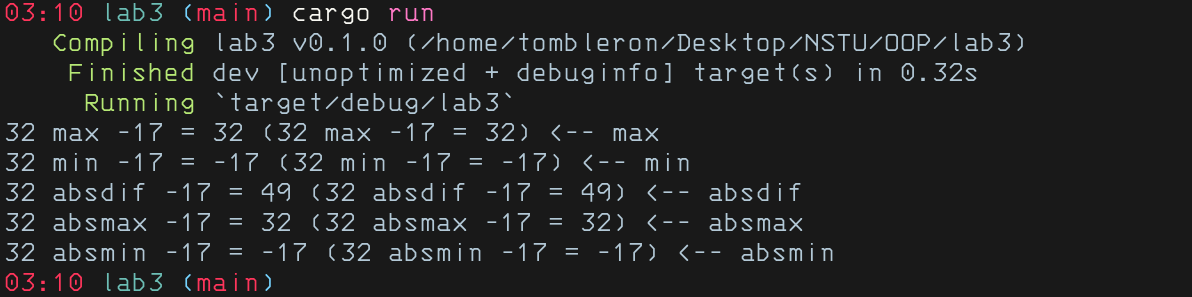 03:10 lab3 (main) cargo run
Compiling lab3 v0.1.0 (/home/tombleron/Desktop/NSTU/OOP/lab3)
Finished dev [unoptimized + debuginfo] target(s) in 0.32s
Running `target/debug/lab3`
32 max -17 = 32 (32 max -17 = 32) <-- max
32 min -17 = -17 (32 min -17 = -17) <-- min
32 absdif -17 = 49 (32 absdif -17 = 49) <-- absdif
32 absmax -17 = 32 (32 absmax -17 = 32) <-- absmax
32 absmin -17 = -17 (32 absmin -17 = -17) <-- absmin
03:10 lab3 (main)